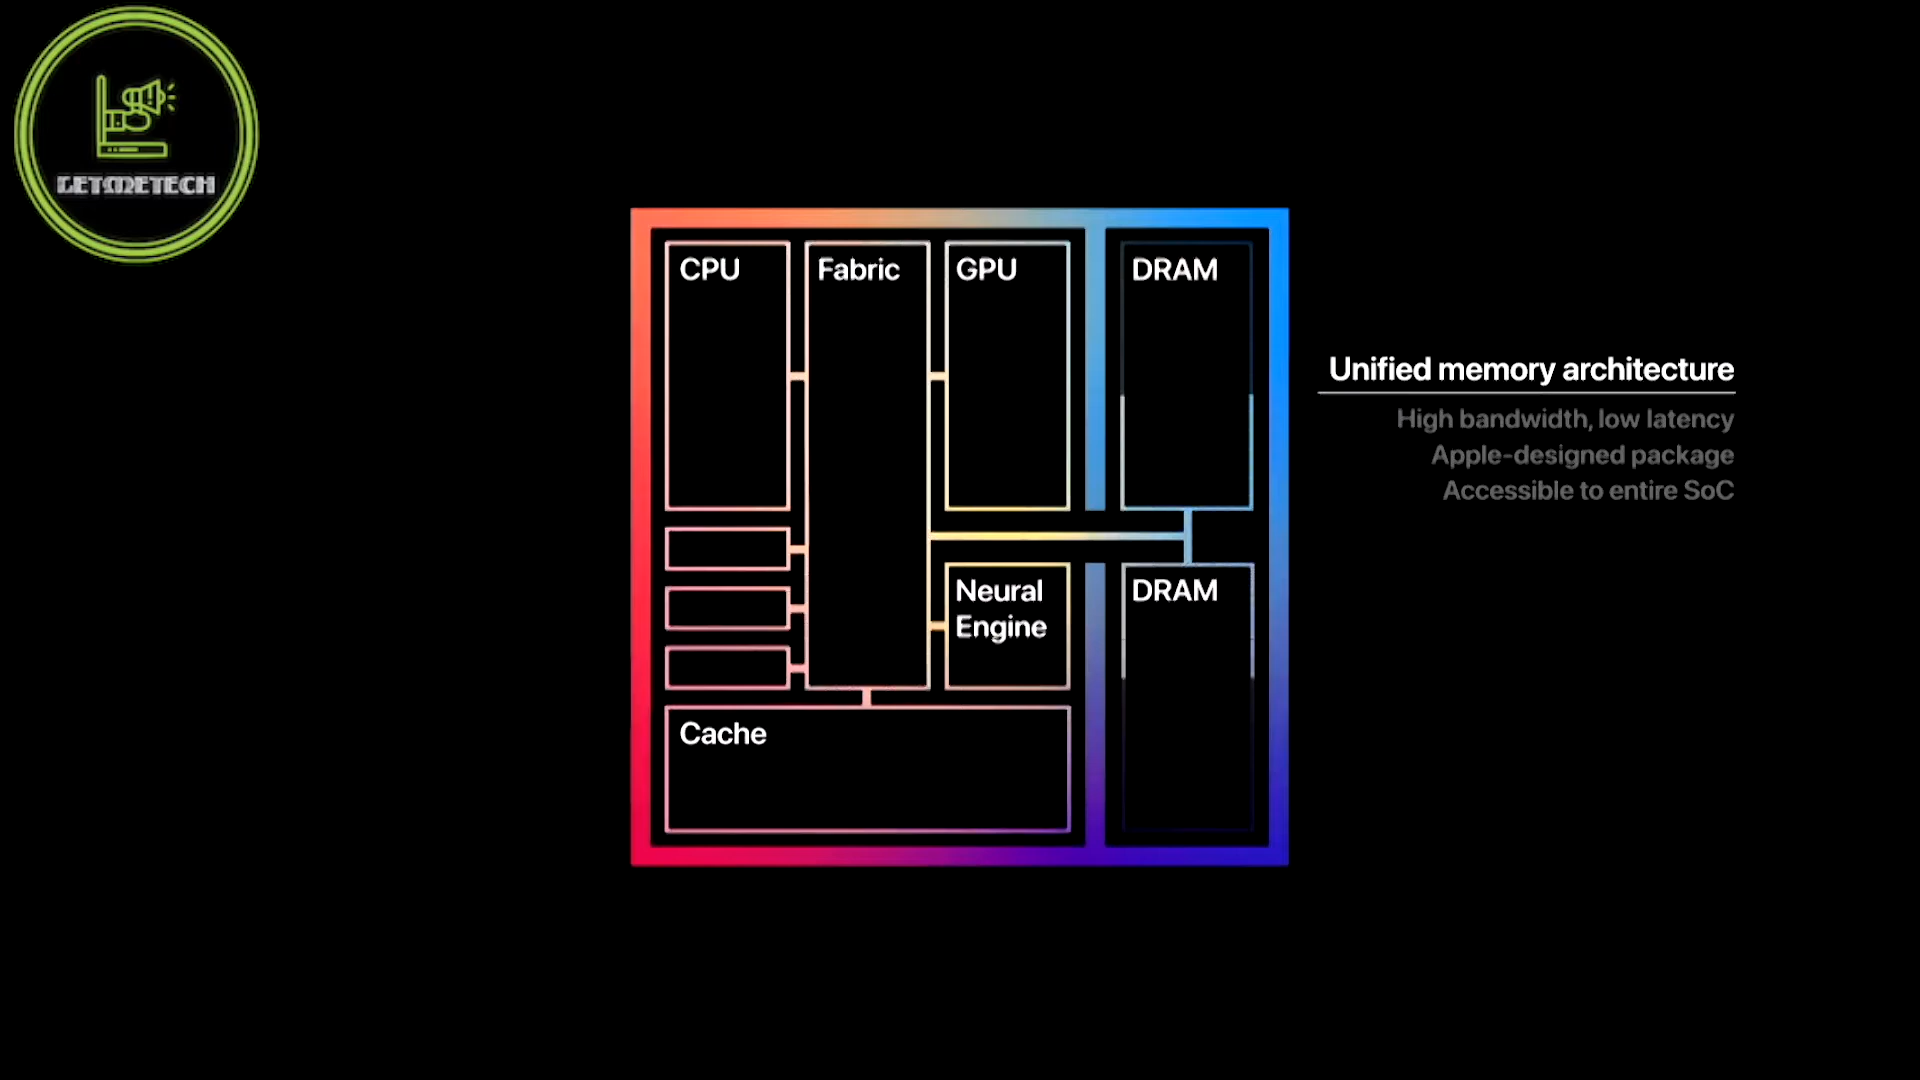 LETMETECH
CPU
Fabric
GPU
DRAM
Unified memory architecture
High bandwidth, low latency
Apple-designed package
Accessible to entire SoC
Neural
Engine
DRAM
Cache